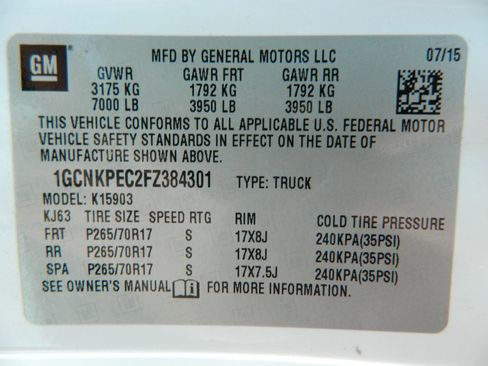 GM
MFD BY GENERAL MOTORS LLC 07/15
GVWR GAWR FRT GAWR RR
3175 KG 1792 KG 1792 KG
7000 LB 3950 LB 3950 LB
THIS VEHICLE CONFORMS TO ALL APPLICABLE U.S. FEDERAL MOTOR
VEHICLE SAFETY STANDARDS IN EFFECT ON THE DATE OF
MANUFACTURE SHOWN ABOVE.
1GCNKPEC2FZ384301 TYPE: TRUCK
MODEL: K15903
KJ63 TIRE SIZE SPEED RTG RIM COLD TIRE PRESSURE
FRT P265/70R17 S 17X8J 240KPA(35PSI)
RR P265/70R17 S 17X8J 240KPA(35PSI)
SPA P265/70R17 S 17X7.5J 240KPA(35PSI)
SEE OWNER'S MANUAL FOR MORE INFORMATION.